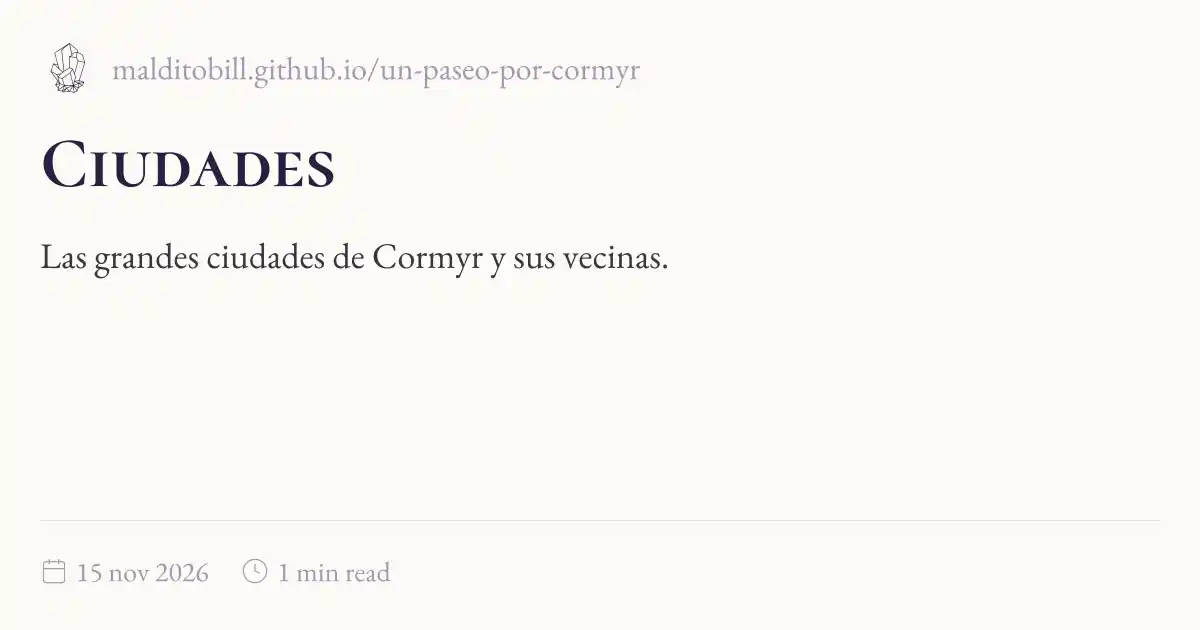 malditobill.github.io/un-paseo-por-cormyr
Ciudades
Las grandes ciudades de Cormyr y sus vecinas.
15 nov 2026 1 min read